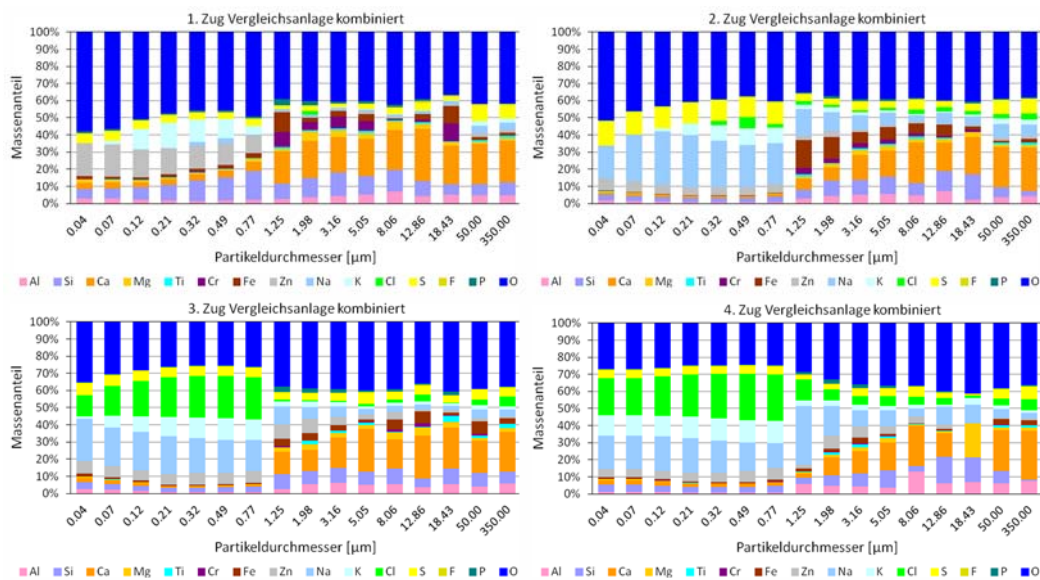 1. Zug Vergleichsanlage kombiniert
100%
90%
80%
70%
60%
50%
40%
30%
20%
10%
0%
Massenanteil
0.04 0.07 0.12 0.21 0.32 0.49 0.77 1.25 1.98 3.16 5.05 8.06 12.86 18.43 50.00 350.00
Partikeldurchmesser [µm]
Al Si Ca Mg Ti Cr Fe Zn Na K Cl S F P O
2. Zug Vergleichsanlage kombiniert
100%
90%
80%
70%
60%
50%
40%
30%
20%
10%
0%
Massenanteil
0.04 0.07 0.12 0.21 0.32 0.49 0.77 1.25 1.98 3.16 5.05 8.06 12.86 18.43 50.00 350.00
Partikeldurchmesser [µm]
Al Si Ca Mg Ti Cr Fe Zn Na K Cl S F P O
3. Zug Vergleichsanlage kombiniert
100%
90%
80%
70%
60%
50%
40%
30%
20%
10%
0%
Massenanteil
0.04 0.07 0.12 0.21 0.32 0.49 0.77 1.25 1.98 3.16 5.05 8.06 12.86 18.43 50.00 350.00
Partikeldurchmesser [µm]
Al Si Ca Mg Ti Cr Fe Zn Na K Cl S F P O
4. Zug Vergleichsanlage kombiniert
100%
90%
80%
70%
60%
50%
40%
30%
20%
10%
0%
Massenanteil
0.04 0.07 0.12 0.21 0.32 0.49 0.77 1.25 1.98 3.16 5.05 8.06 12.86 18.43 50.00 350.00
Partikeldurchmesser [µm]
Al Si Ca Mg Ti Cr Fe Zn Na K Cl S F P O